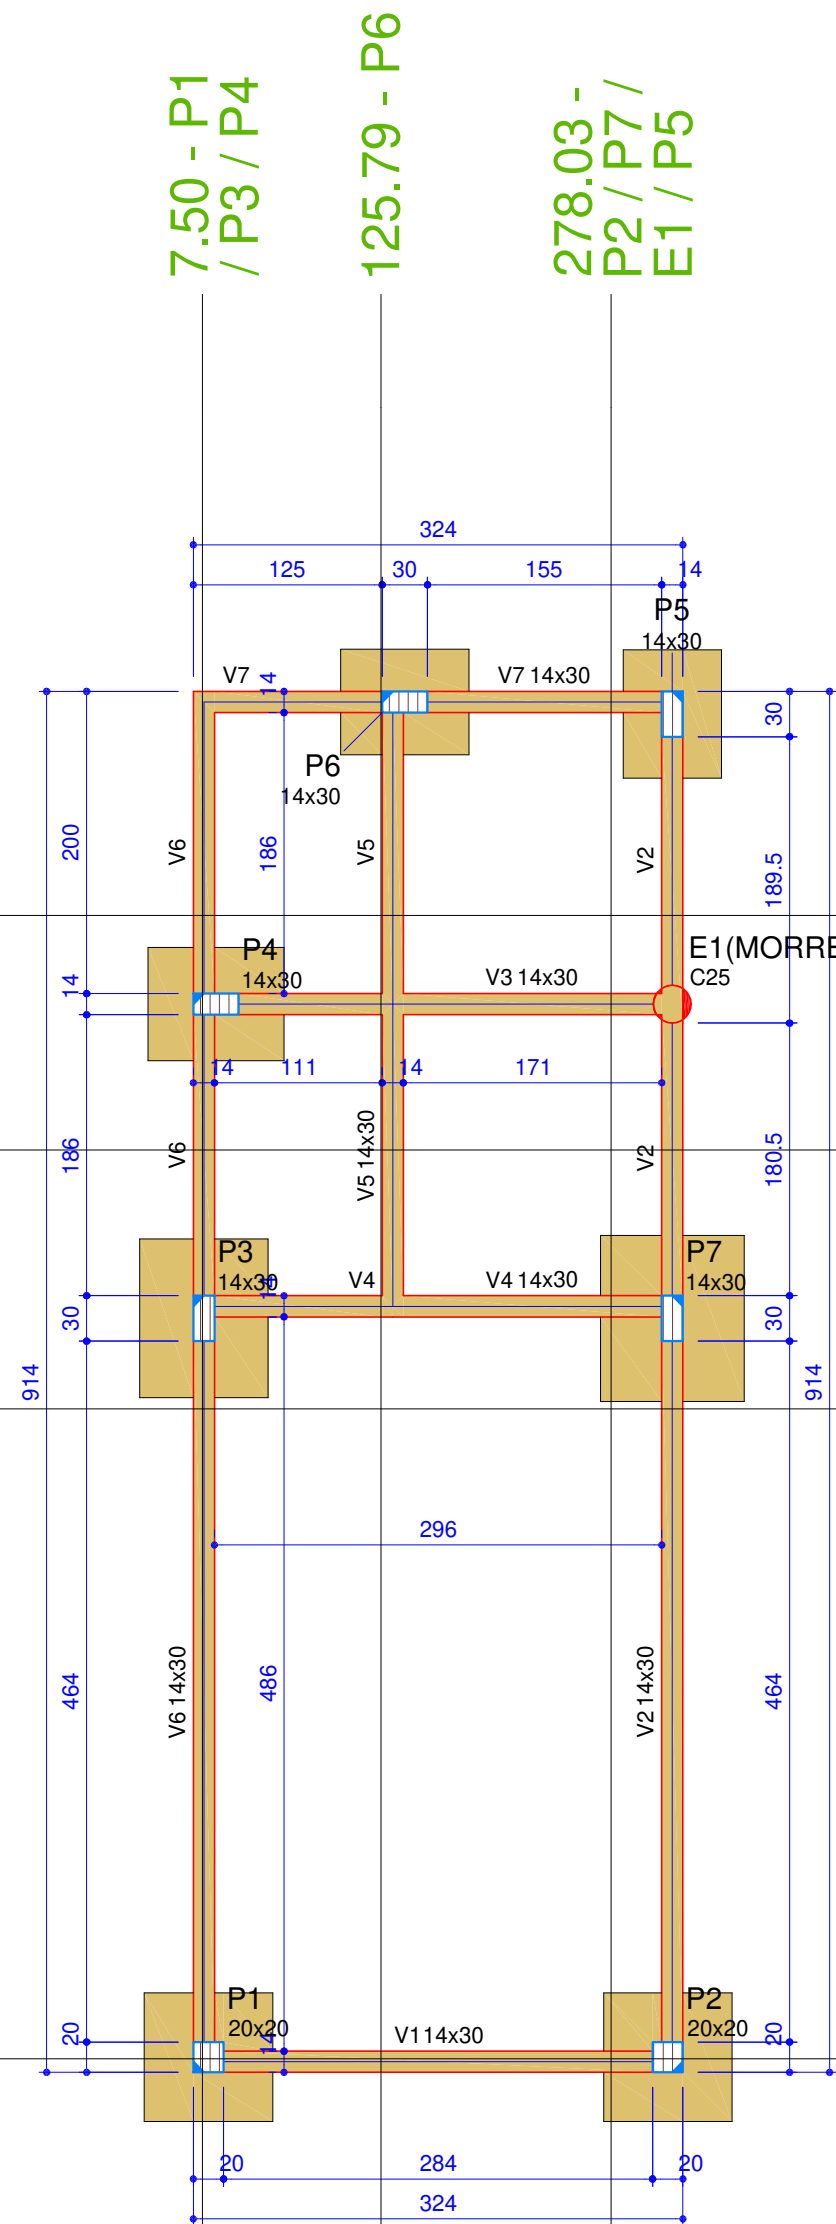 7.50 - P1
/ P3 / P4
125.79 - P6
278.03 -
P2 / P7 /
E1 / P5
324
125
30
155
14
P5
14x30
V7
14
V7 14x30
30
P6
14x30
200
V6
186
V5
V2
189.5
P4
14x30
14
V3 14x30
E1(MORRE
C25
14
111
14
171
186
V6
V5 14x30
V2
180.5
P3
14x30
14
V4
V4 14x30
P7
14x30
30
30
914
914
296
464
V6 14x30
486
V2 14x30
464
P1
20x20
20
14
V1 14x30
P2
20x20
20
20
284
20
324